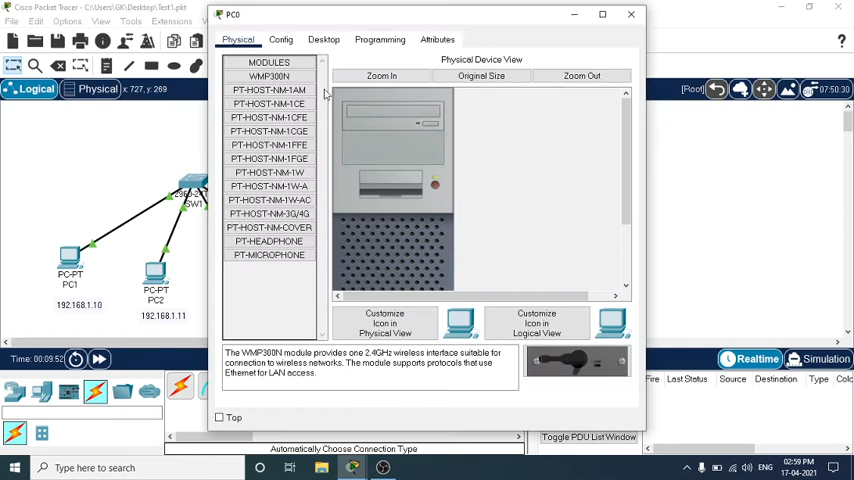 Cisco Packet Tracer - C:\Users\GK\Desktop\Test1.pkt
File Edit Options View Tools Extensions
PC0
Physical Config Desktop Programming Attributes
MODULES
WMP300N
PT-HOST-NM-1AM
PT-HOST-NM-1CE
PT-HOST-NM-1CFE
PT-HOST-NM-1CGE
PT-HOST-NM-1FFE
PT-HOST-NM-1FGE
PT-HOST-NM-1W
PT-HOST-NM-1W-A
PT-HOST-NM-1W-AC
PT-HOST-NM-3G/4G
PT-HOST-NM-COVER
PT-HEADPHONE
PT-MICROPHONE
Physical Device View
Zoom In Original Size Zoom Out
Customize
Icon in
Physical View
Customize
Icon in
Logical View
The WMP300N module provides one 2.4GHz wireless interface suitable for
connection to wireless networks. The module supports protocols that use
Ethernet for LAN access.
Top
Logical Physical x: 727, y: 269
[Root] 07:50:30
SW1
PC-PT
PC1
192.168.1.10
PC-PT
PC2
192.168.1.11
Time: 00:09:52
Realtime Simulation
Fire Last Status Source Destination Type
Toggle PDU List Window
Automatically Choose Connection Type
Type here to search
ENG
02:59 PM
17-04-2021